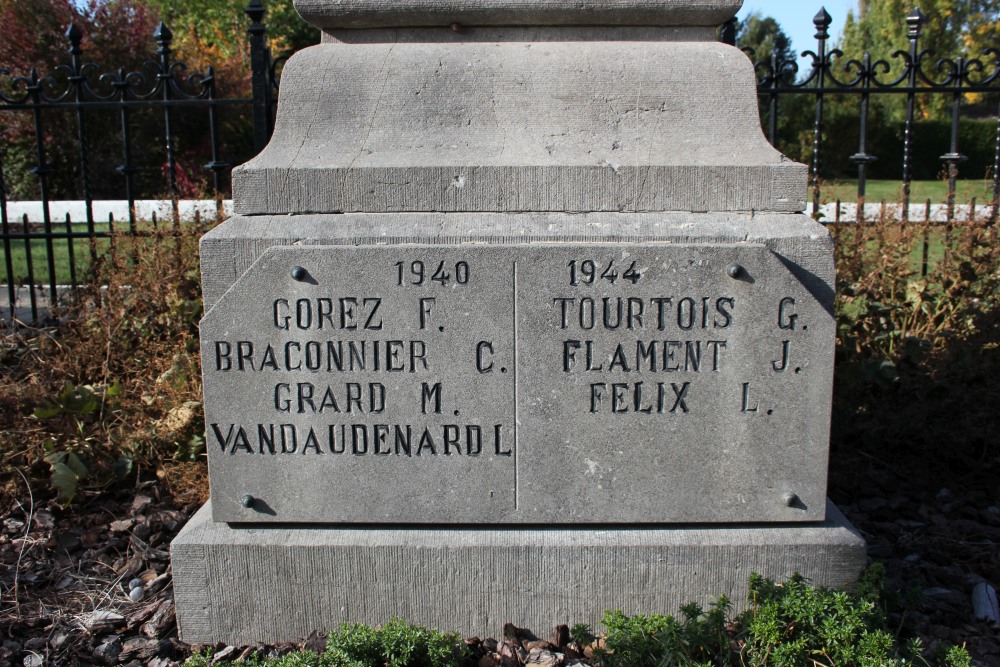 1940
GOREZ F.
BRACONNIER C.
GRARD M.
VANDAUDENARD L
1944
TOURTOIS G.
FLAMENT J.
FELIX L.